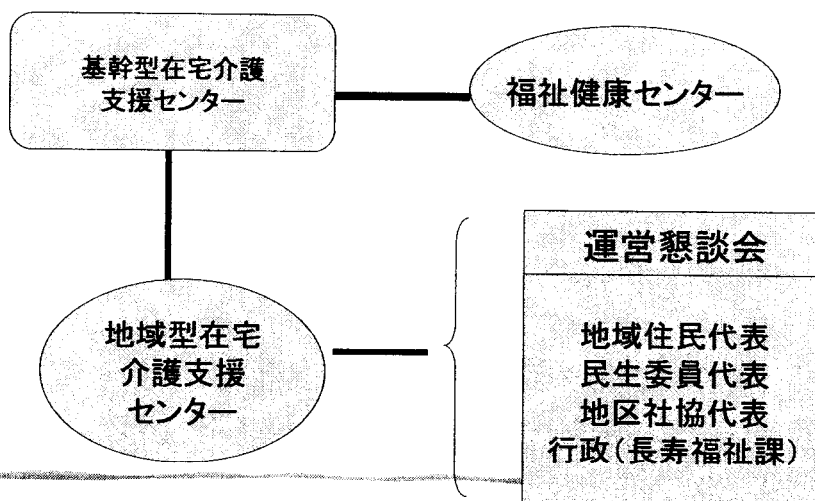 基幹型在宅介護
支援センター
福祉健康センター
地域型在宅
介護支援
センター
運営懇談会
地域住民代表
民生委員代表
地区社協代表
行政(長寿福祉課)